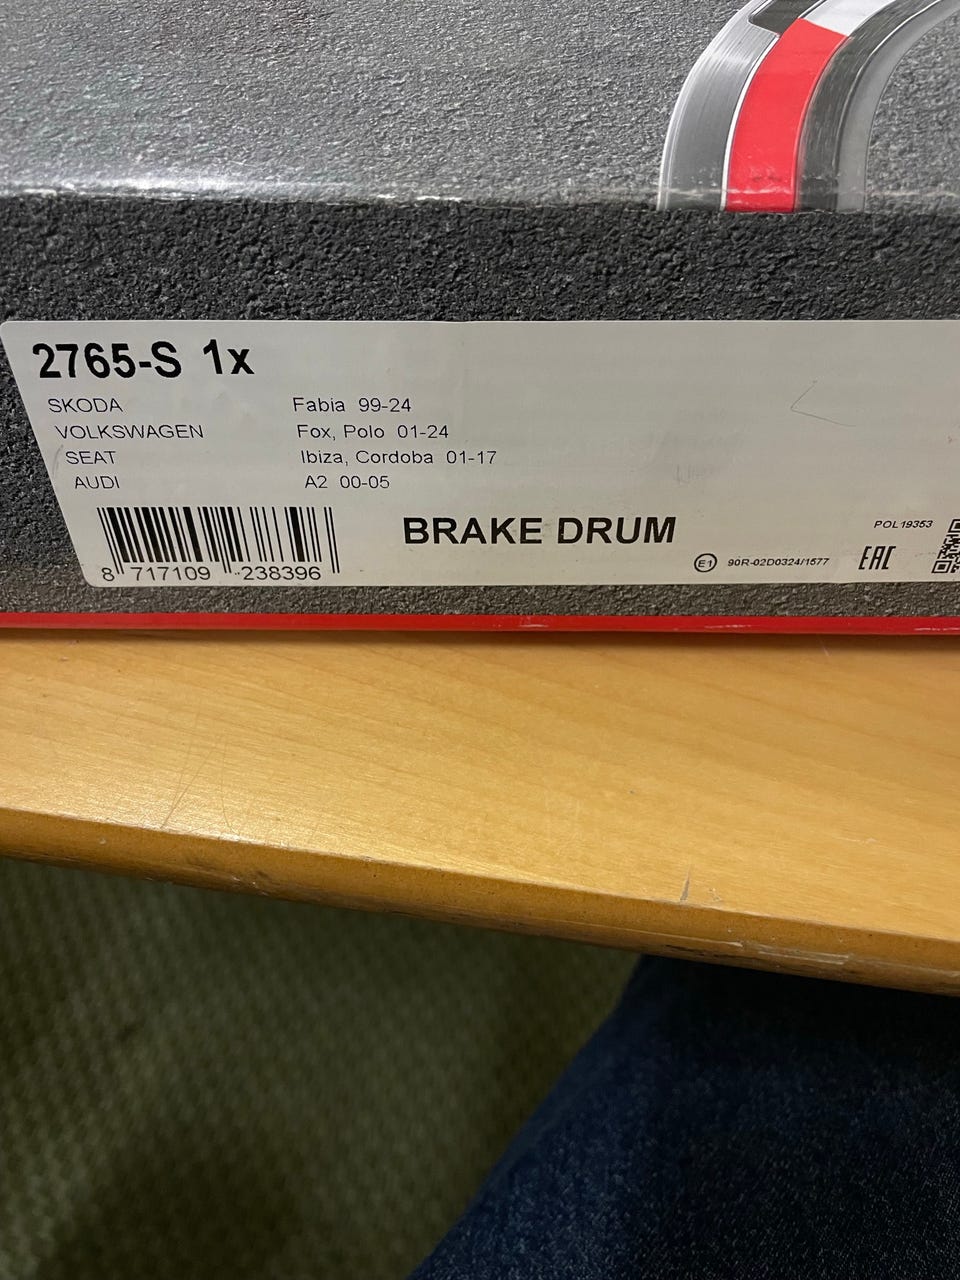 2765-S 1x
SKODA Fabia 99-24
VOLKSWAGEN Fox, Polo 01-24
SEAT Ibiza, Cordoba 01-17
AUDI A2 00-05
8 717109 238396
BRAKE DRUM
E1 90R-02D0324/1577
POL19353
EAC